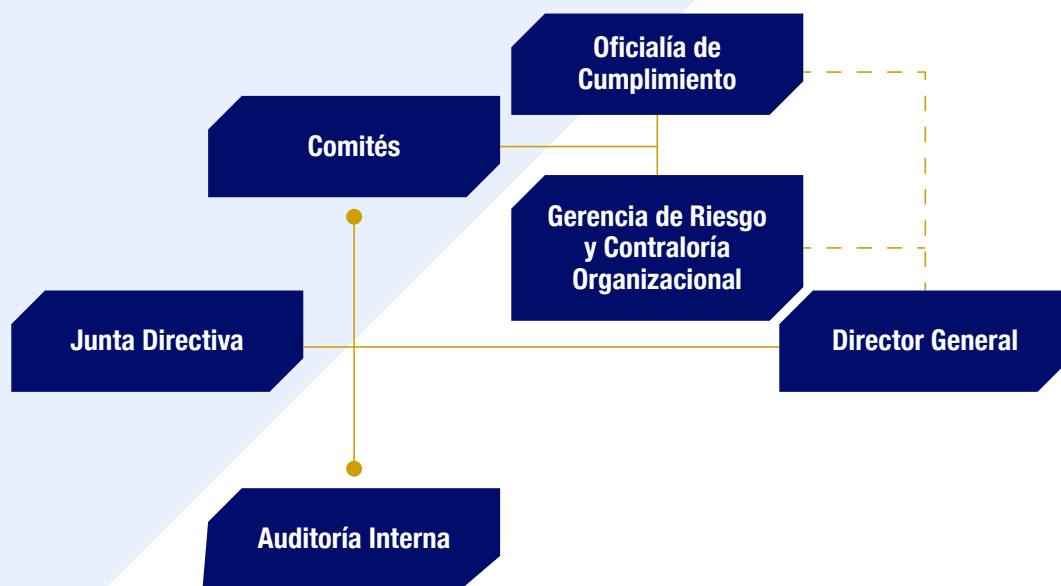 Oficialía de
Cumplimiento
Comités
Gerencia de Riesgo
y Contraloría
Organizacional
Junta Directiva
Director General
Auditoría Interna